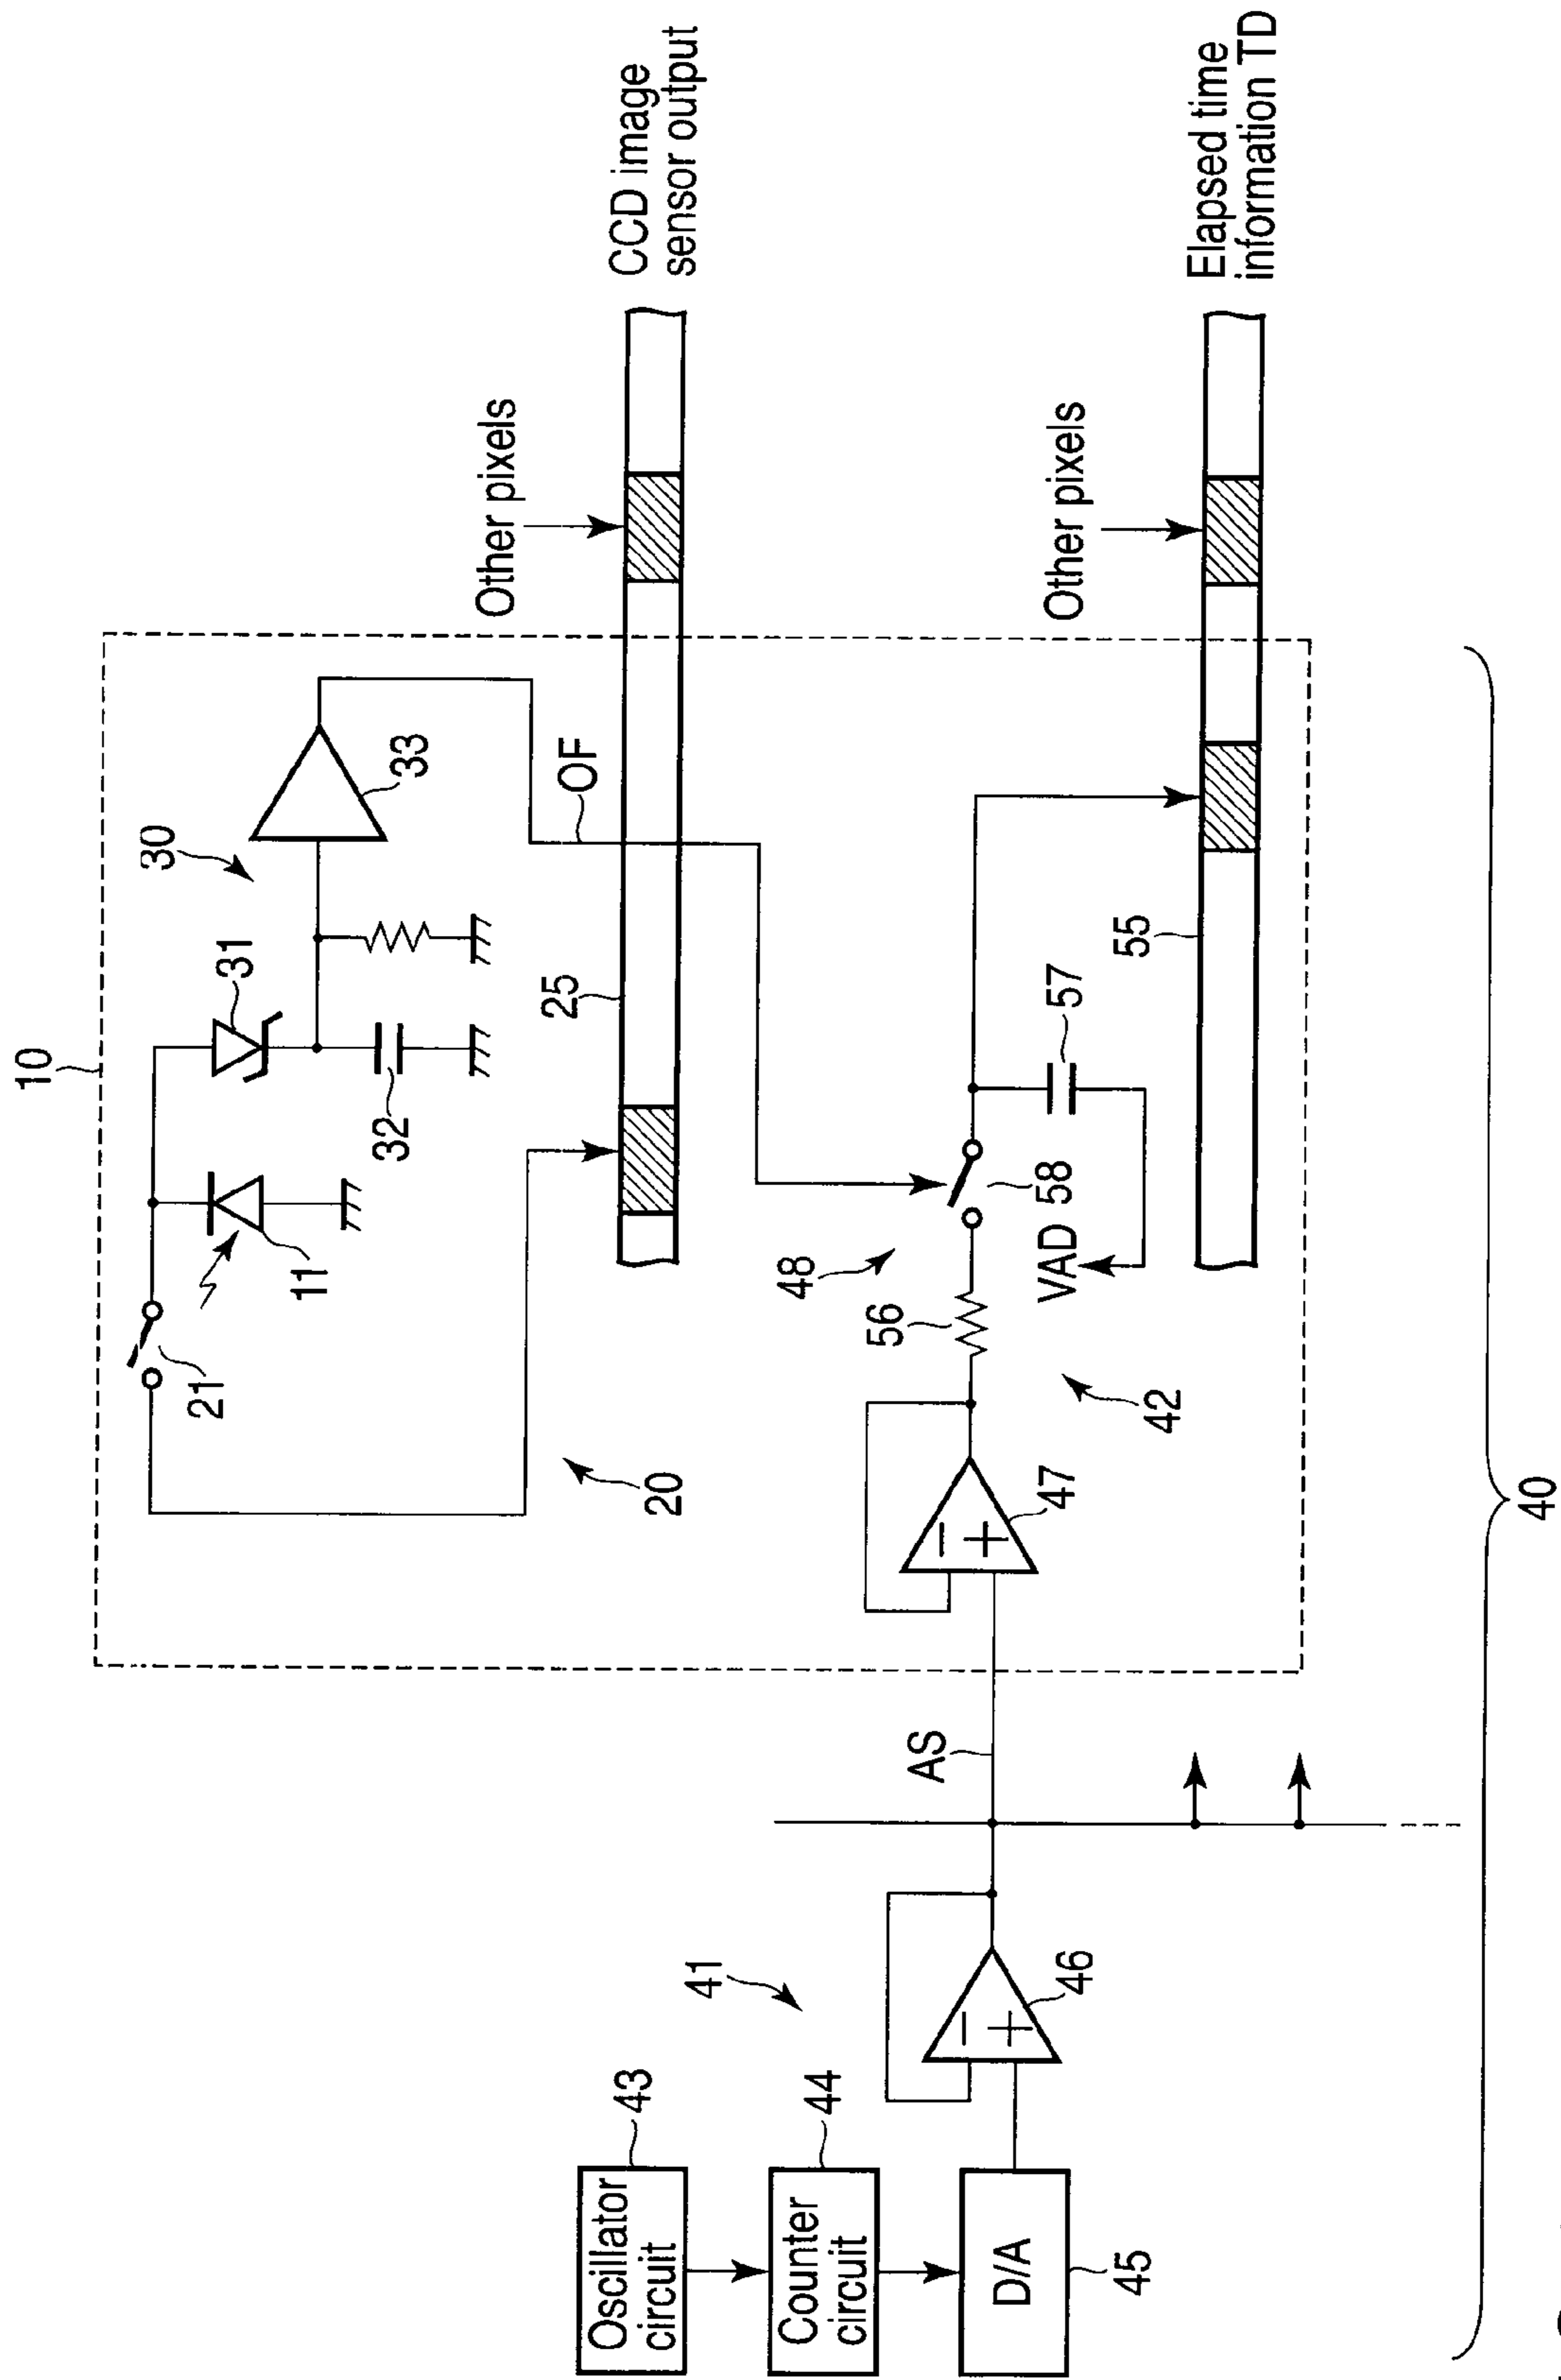 10
30
31
33
32
11
21
20
25
OF
Other pixels
CCD image
sensor output
Oscillator
circuit
43
Counter
circuit
44
D/A
45
41
−
+
46
AS
−
+
47
42
56
48
58
VAD
57
55
Other pixels
Elapsed time
information TD
40